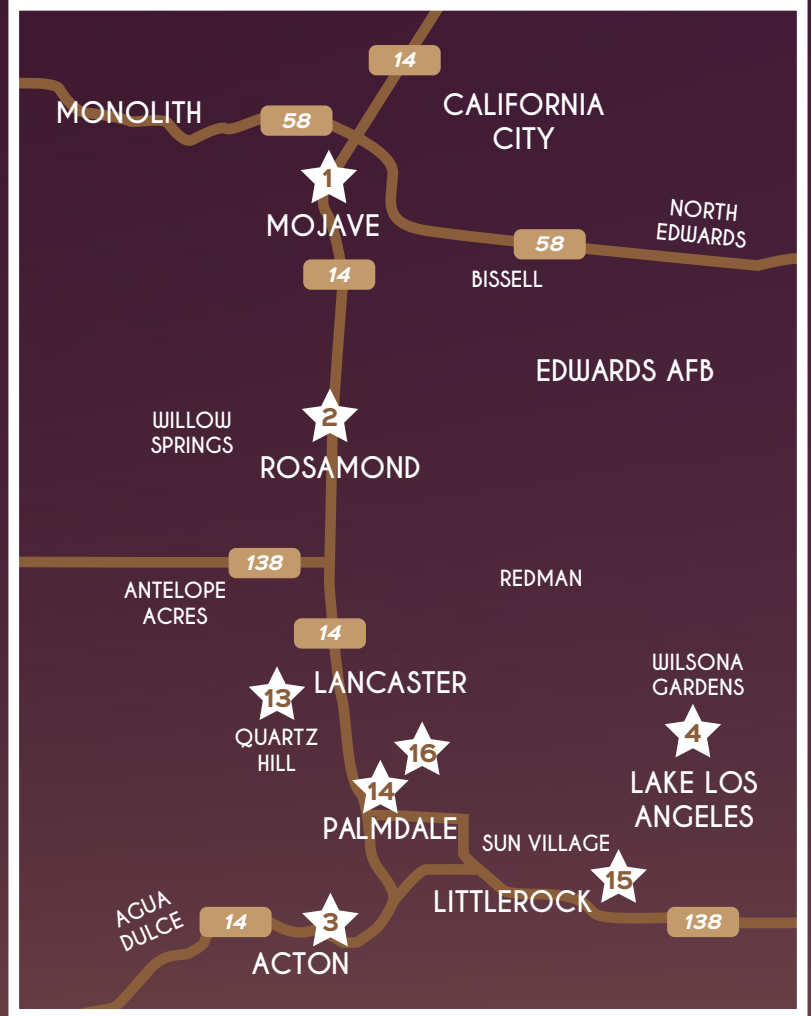 14
MONOLITH
58
CALIFORNIA
CITY
1
MOJAVE
NORTH
EDWARDS
58
14
BISSELL
EDWARDS AFB
2
WILLOW
SPRINGS
ROSAMOND
138
REDMAN
ANTELOPE
ACRES
14
WILSONA
GARDENS
LANCASTER
13
4
QUARTZ
HILL
16
LAKE LOS
ANGELES
14
PALMDALE
SUN VILLAGE
15
LITTLEROCK
AGUA
DULCE
14
3
138
ACTON